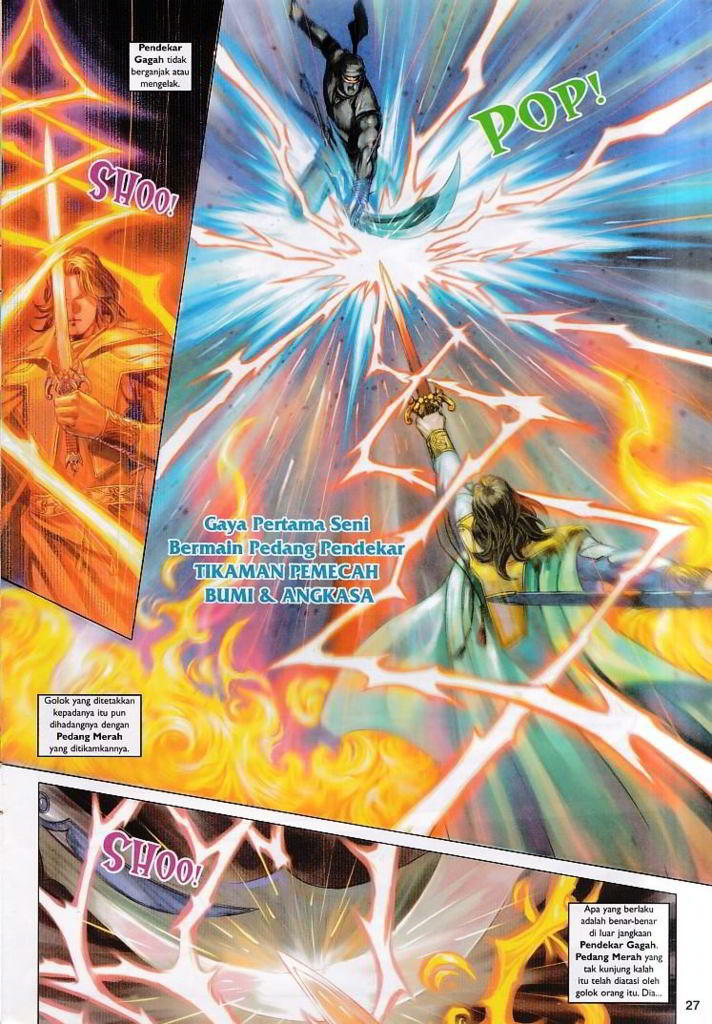 Pendekar
Gagah tidak
berganjak atau
mengelak.
POP!
SHOO!
Gaya Pertama Seni
Bermain Pedang Pendekar
TIKAMAN PEMECAH
BUMI & ANGKASA
Golok yang ditetakkan
kepadanya itu pun
dihadangnya dengan
Pedang Merah
yang ditikamkannya.
SHOO!
Apa yang berlaku
adalah benar-benar
di luar jangkaan
Pendekar Gagah.
Pedang Merah yang
tak kunjung kalah
itu telah diatasi oleh
golok orang itu. Dia...
27